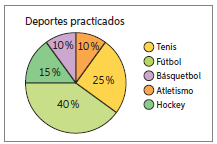 Deportes practicados
10 %
10 %
Tenis
Fútbol
15 %
25 %
Básquetbol
Atletismo
40 %
Hockey